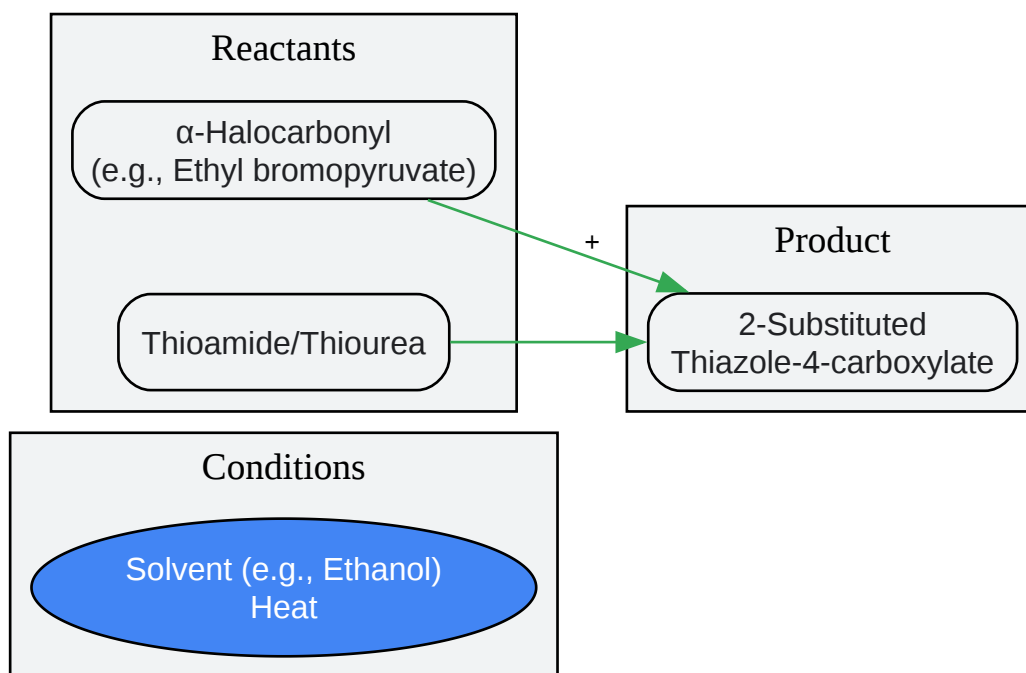 Reactants
α-Halocarbonyl
(e.g., Ethyl bromopyruvate)
+
Product
Thioamide/Thiourea
2-Substituted
Thiazole-4-carboxylate
Conditions
Solvent (e.g., Ethanol)
Heat